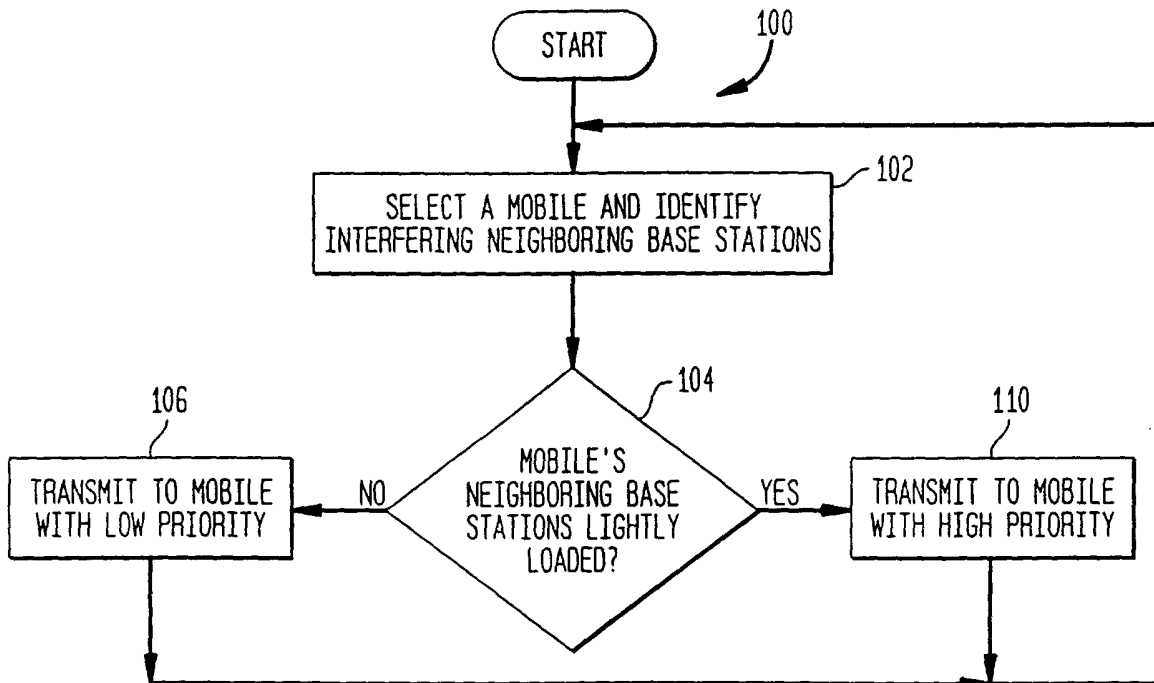 START
100
SELECT A MOBILE AND IDENTIFY
INTERFERING NEIGHBORING BASE STATIONS
102
104
MOBILE'S
NEIGHBORING BASE
STATIONS LIGHTLY
LOADED?
NO
YES
106
TRANSMIT TO MOBILE
WITH LOW PRIORITY
110
TRANSMIT TO MOBILE
WITH HIGH PRIORITY